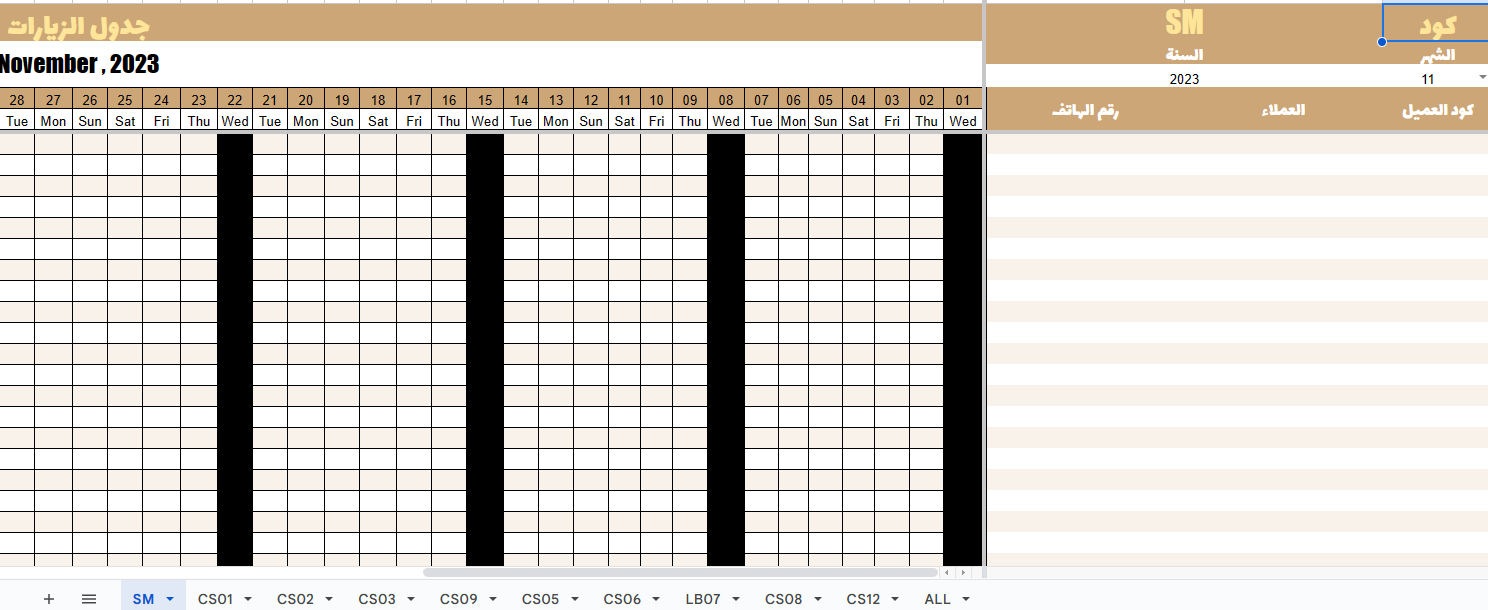 كود SM جدول الزيارات
الشهر السنة
November , 2023
11 2023
كود العميل العملاء رقم الهاتف
01 02 03 04 05 06 07 08 09 10 11 12 13 14 15 16 17 18 19 20 21 22 23 24 25 26 27 28
Wed Thu Fri Sat Sun Mon Tue Wed Thu Fri Sat Sun Mon Tue Wed Thu Fri Sat Sun Mon Tue Wed Thu Fri Sat Sun Mon Tue
SM CS01 CS02 CS03 CS09 CS05 CS06 LB07 CS08 CS12 ALL